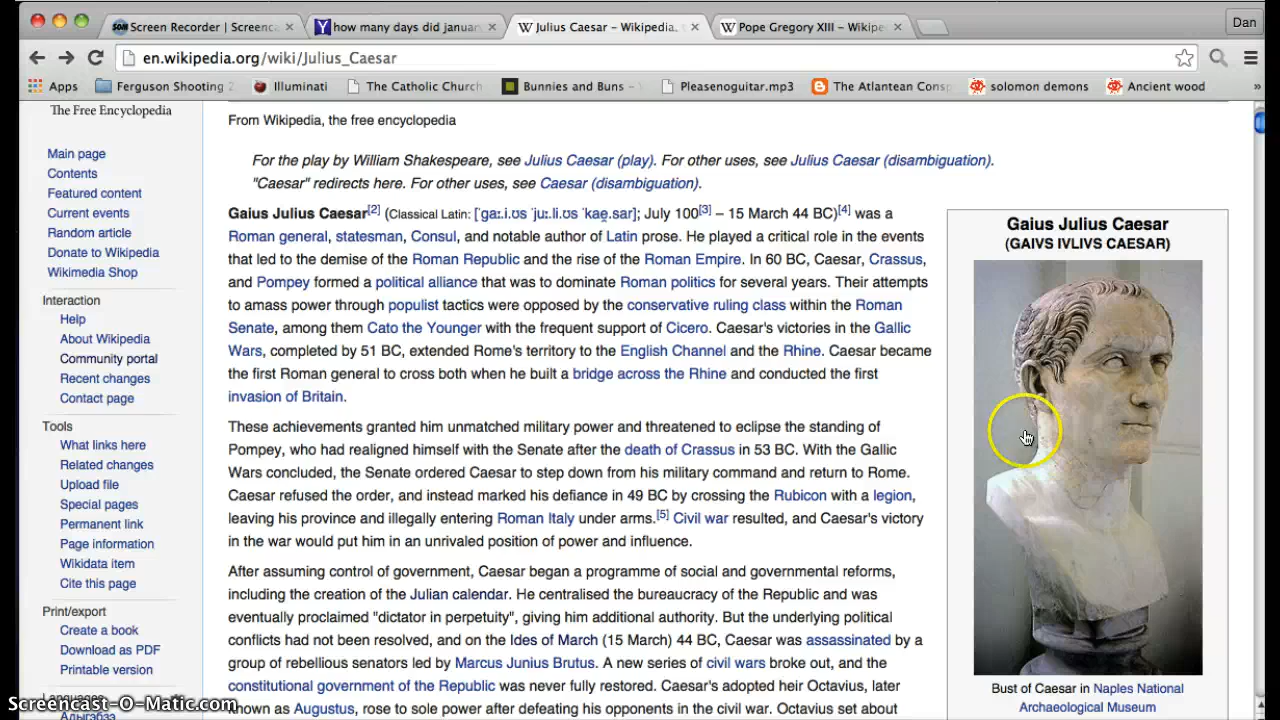 Screen Recorder | Screenc
how many days did januar
Julius Caesar – Wikipedia,
Pope Gregory XIII – Wikipe
Dan
en.wikipedia.org/wiki/Julius_Caesar
Apps
Ferguson Shooting
Illuminati
The Catholic Church
Bunnies and Buns –
Pleasenoguitar.mp3
The Atlantean Cons
solomon demons
Ancient wood
»
The Free Encyclopedia
Main page
Contents
Featured content
Current events
Random article
Donate to Wikipedia
Wikimedia Shop
Interaction
Help
About Wikipedia
Community portal
Recent changes
Contact page
Tools
What links here
Related changes
Upload file
Special pages
Permanent link
Page information
Wikidata item
Cite this page
Print/export
Create a book
Download as PDF
Printable version
Languages
Адыгэбзэ
From Wikipedia, the free encyclopedia
For the play by William Shakespeare, see Julius Caesar (play). For other uses, see Julius Caesar (disambiguation).
"Caesar" redirects here. For other uses, see Caesar (disambiguation).
Gaius Julius Caesar[2] (Classical Latin: [ˈɡaː.i.ʊs ˈjuː.li.ʊs ˈkae̯.sar]; July 100[3] – 15 March 44 BC)[4] was a
Roman general, statesman, Consul, and notable author of Latin prose. He played a critical role in the events
that led to the demise of the Roman Republic and the rise of the Roman Empire. In 60 BC, Caesar, Crassus,
and Pompey formed a political alliance that was to dominate Roman politics for several years. Their attempts
to amass power through populist tactics were opposed by the conservative ruling class within the Roman
Senate, among them Cato the Younger with the frequent support of Cicero. Caesar's victories in the Gallic
Wars, completed by 51 BC, extended Rome's territory to the English Channel and the Rhine. Caesar became
the first Roman general to cross both when he built a bridge across the Rhine and conducted the first
invasion of Britain.
These achievements granted him unmatched military power and threatened to eclipse the standing of
Pompey, who had realigned himself with the Senate after the death of Crassus in 53 BC. With the Gallic
Wars concluded, the Senate ordered Caesar to step down from his military command and return to Rome.
Caesar refused the order, and instead marked his defiance in 49 BC by crossing the Rubicon with a legion,
leaving his province and illegally entering Roman Italy under arms.[5] Civil war resulted, and Caesar's victory
in the war would put him in an unrivaled position of power and influence.
After assuming control of government, Caesar began a programme of social and governmental reforms,
including the creation of the Julian calendar. He centralised the bureaucracy of the Republic and was
eventually proclaimed "dictator in perpetuity", giving him additional authority. But the underlying political
conflicts had not been resolved, and on the Ides of March (15 March) 44 BC, Caesar was assassinated by a
group of rebellious senators led by Marcus Junius Brutus. A new series of civil wars broke out, and the
constitutional government of the Republic was never fully restored. Caesar's adopted heir Octavius, later
known as Augustus, rose to sole power after defeating his opponents in the civil war. Octavius set about
Gaius Julius Caesar
(GAIVS IVLIVS CAESAR)
Bust of Caesar in Naples National
Archaeological Museum
Screencast-O-Matic.com